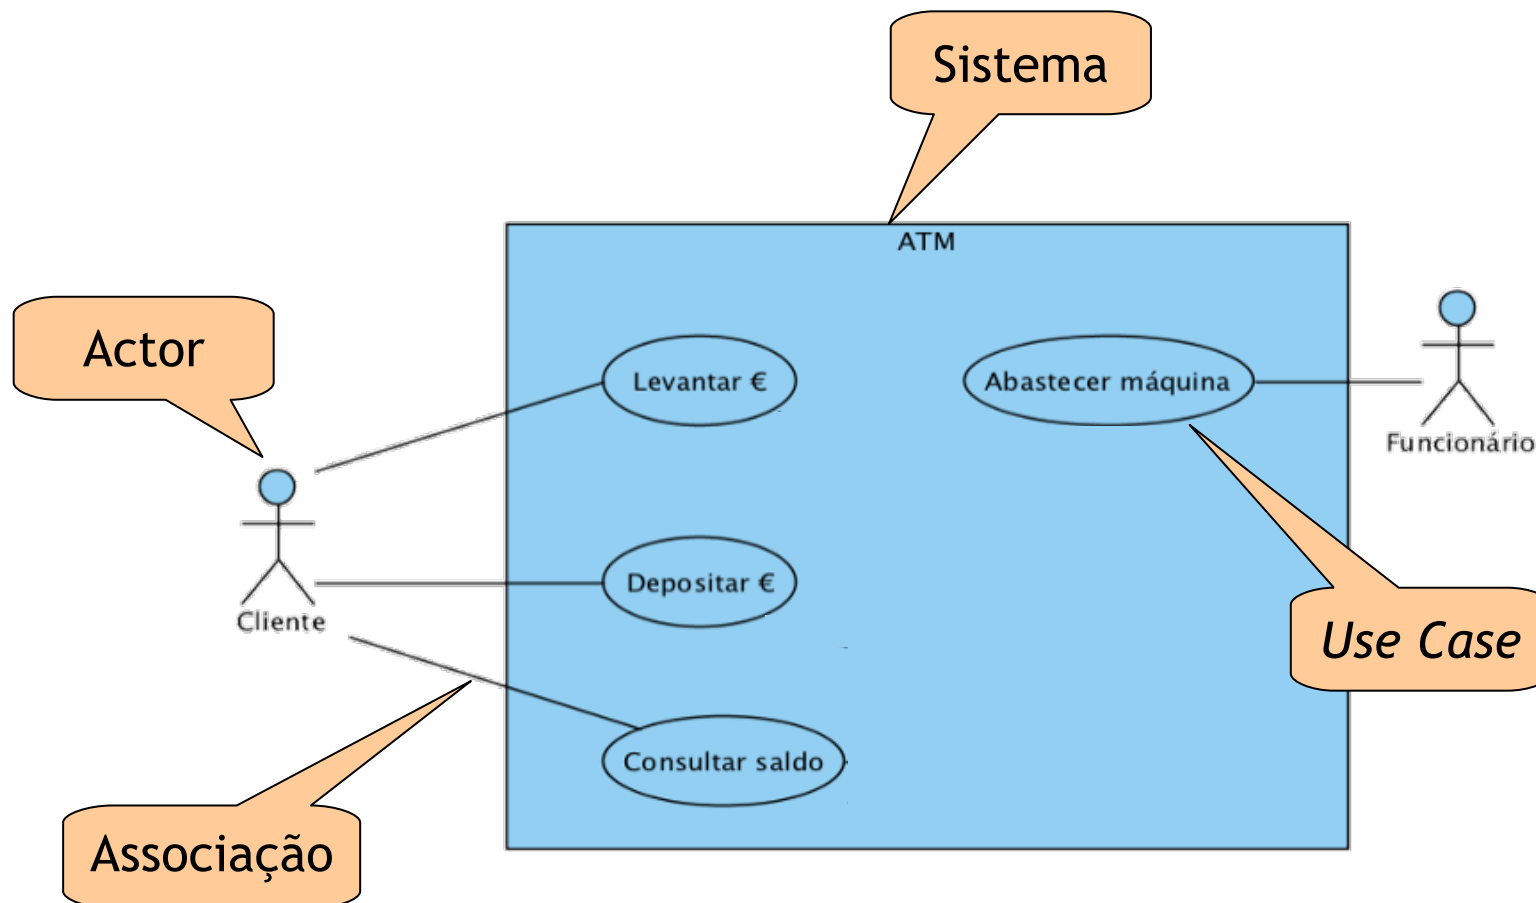 Sistema
ATM
Actor
Levantar €
Abastecer máquina
Funcionário
Depositar €
Cliente
Use Case
Consultar saldo
Associação